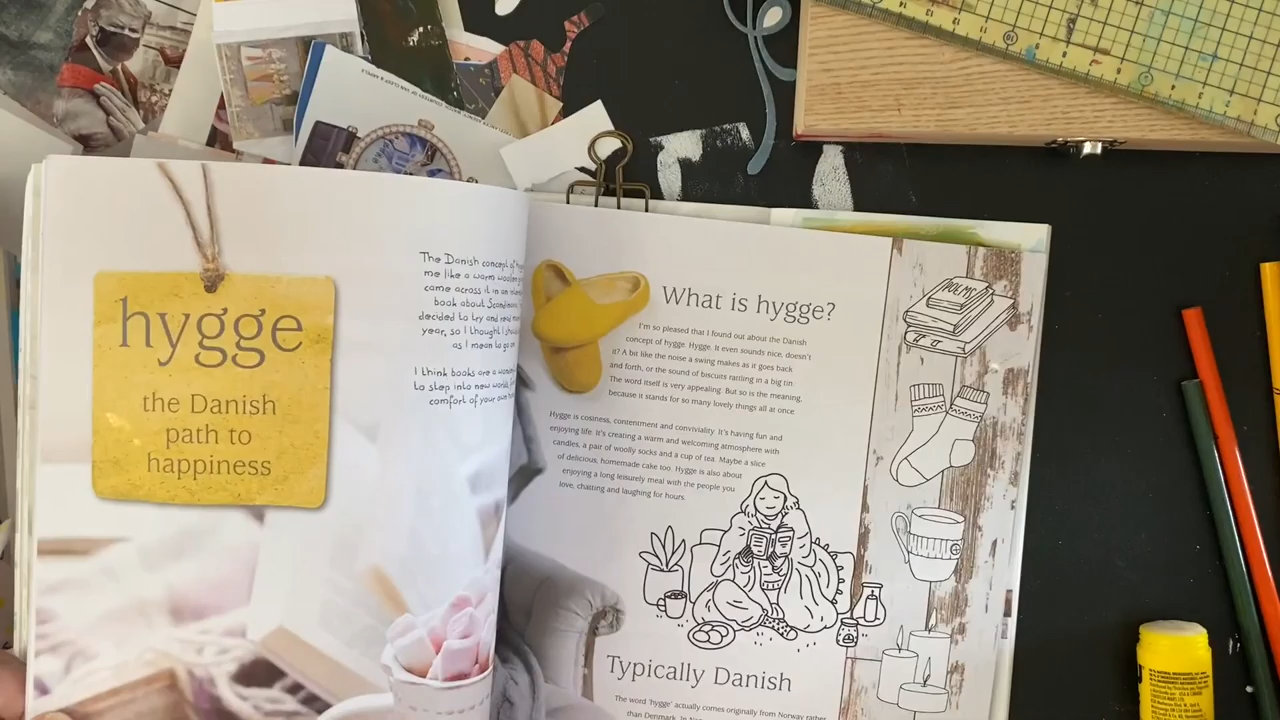 hygge
the Danish
path to
happiness
The Danish concept of
me like a warm woollen
came across it in an
book about Scandinavia
decided to try and read more
year, so I thought I should
as I mean to go on
I think books are a wonderful
to step into new worlds
comfort of your own
What is hygge?
I'm so pleased that I found out about the Danish
concept of hygge. Hygge. It even sounds nice, doesn't
it? A bit like the noise a swing makes as it goes back
and forth, or the sound of biscuits rattling in a big tin.
The word itself is very appealing. But so is the meaning,
because it stands for so many lovely things all at once
Hygge is cosiness, contentment and conviviality. It's having fun and
enjoying life. It's creating a warm and welcoming atmosphere with
candles, a pair of woolly socks and a cup of tea. Maybe a slice
of delicious, homemade cake too. Hygge is also about
enjoying a long leisurely meal with the people you
love, chatting and laughing for hours.
POEMS
Typically Danish
The word 'hygge' actually comes originally from Norway rather
than Denmark. In